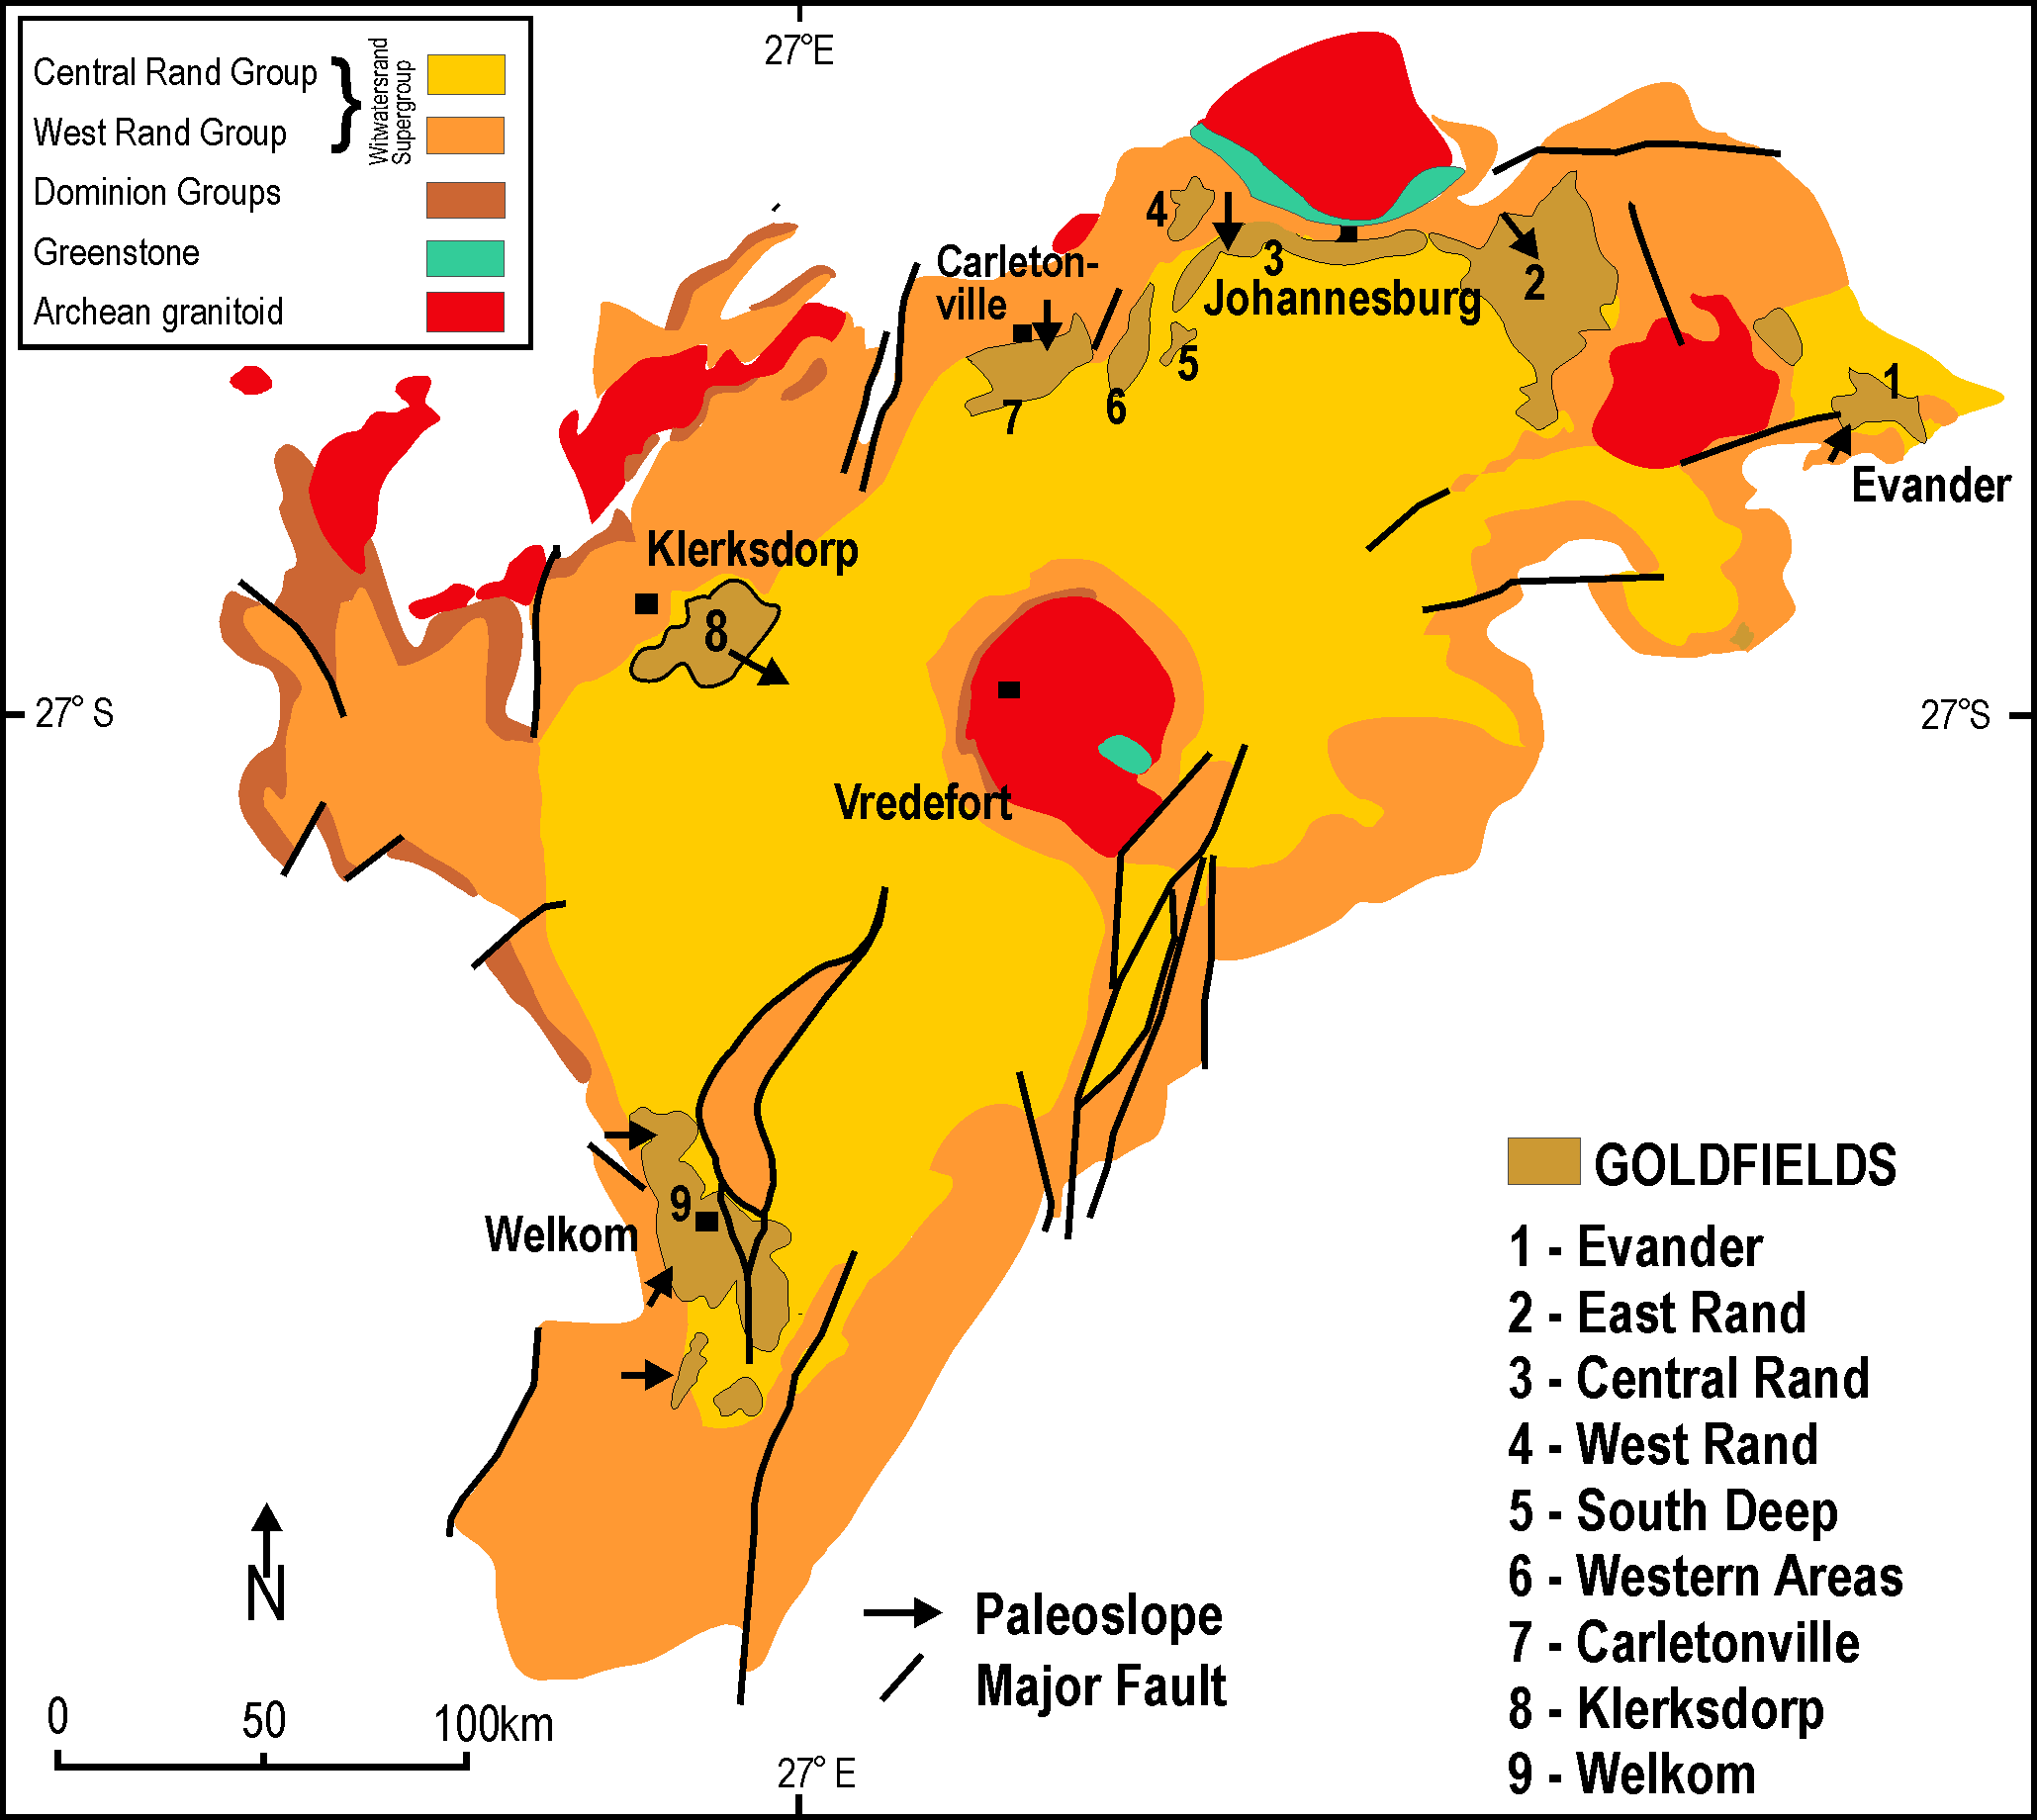 Central Rand Group
West Rand Group
}
Witwatersrand
Supergroup
Dominion Groups
Greenstone
Archean granitoid
27°E
4
Carleton-
ville
3
Johannesburg
2
5
6
7
1
Evander
Klerksdorp
8
27° S
27°S
Vredefort
9
Welkom
GOLDFIELDS
1 - Evander
2 - East Rand
3 - Central Rand
4 - West Rand
5 - South Deep
6 - Western Areas
7 - Carletonville
8 - Klerksdorp
9 - Welkom
N
Paleoslope
Major Fault
0 50 100km
27° E